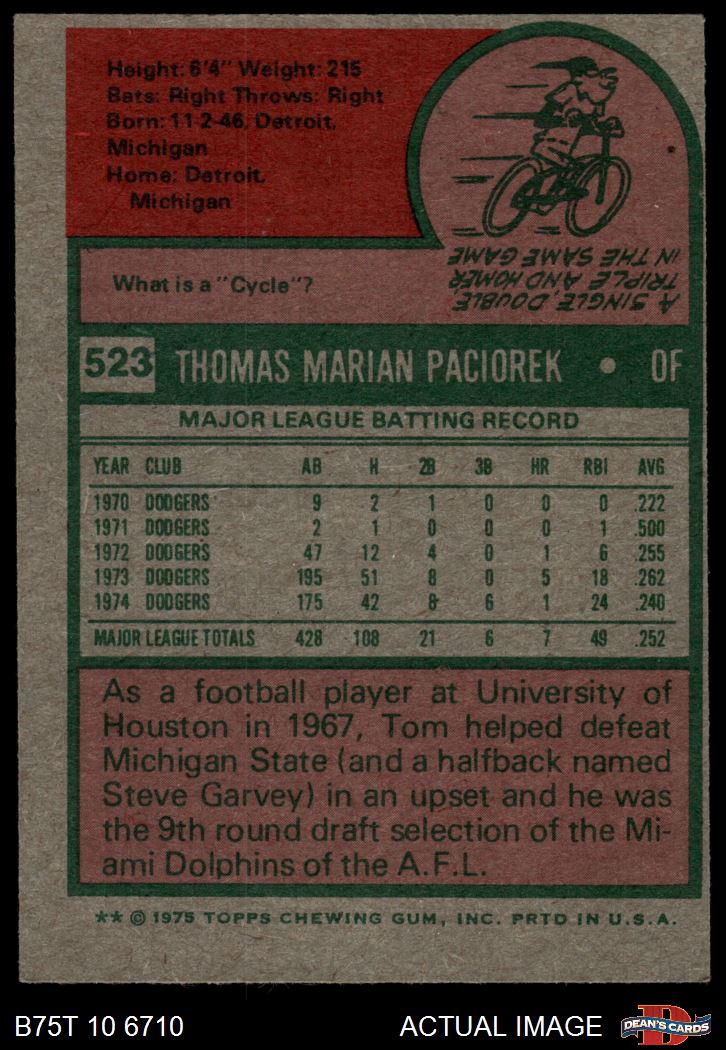 Height: 6'4" Weight: 215
Bats: Right Throws: Right
Born: 11-2-46, Detroit,
Michigan
Home: Detroit,
Michigan
What is a "Cycle"?
A SINGLE, DOUBLE,
TRIPLE AND HOMER
IN THE SAME GAME
523 THOMAS MARIAN PACIOREK • OF
MAJOR LEAGUE BATTING RECORD
YEAR CLUB AB H 2B 3B HR RBI AVG
1970 DODGERS 9 2 1 0 0 0 .222
1971 DODGERS 2 1 0 0 0 1 .500
1972 DODGERS 47 12 4 0 1 6 .255
1973 DODGERS 195 51 8 0 5 18 .262
1974 DODGERS 175 42 8 6 1 24 .240
MAJOR LEAGUE TOTALS 428 108 21 6 7 49 .252
As a football player at University of
Houston in 1967, Tom helped defeat
Michigan State (and a halfback named
Steve Garvey) in an upset and he was
the 9th round draft selection of the Mi-
ami Dolphins of the A.F.L.
** © 1975 TOPPS CHEWING GUM, INC. PRTD IN U.S.A.
B75T 10 6710 ACTUAL IMAGE DEAN'S CARDS